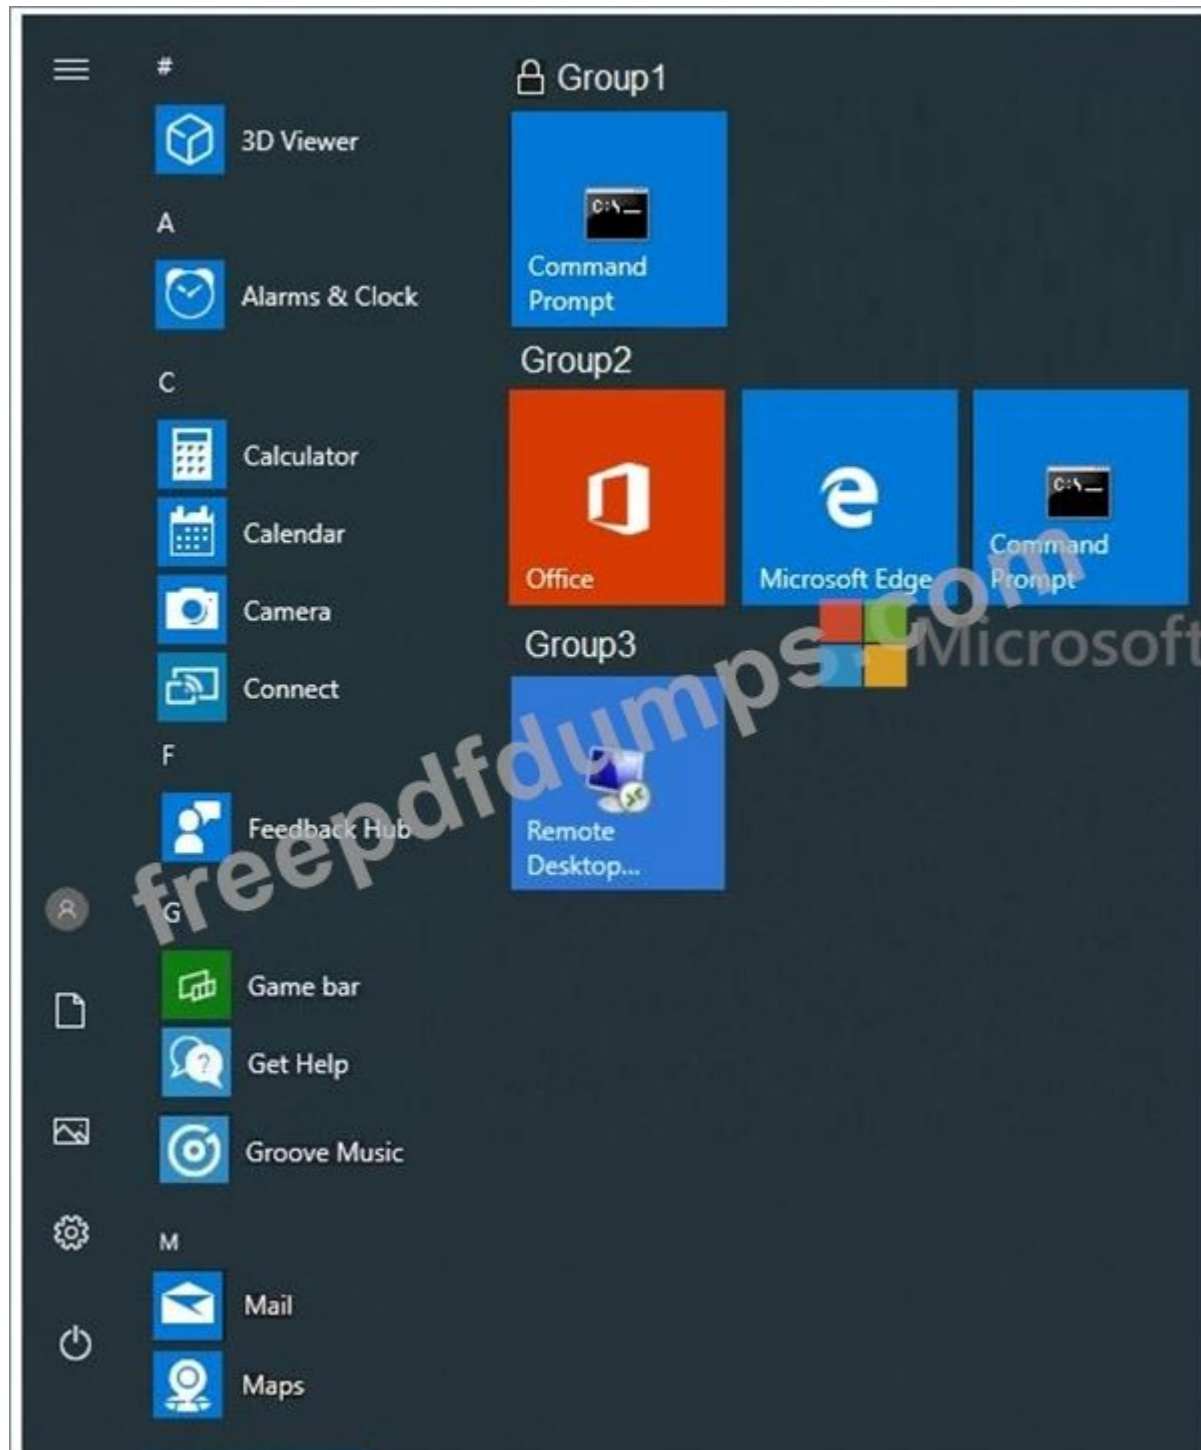 #
3D Viewer
A
Alarms & Clock
C
Calculator
Calendar
Camera
Connect
F
Feedback Hub
G
Game bar
Get Help
Groove Music
M
Mail
Maps
Group1
C:\
Command
Prompt
Group2
Office
Microsoft Edge
C:\
Command
Prompt
Group3
Remote
Desktop...
freepdfdumps.com
Microsoft